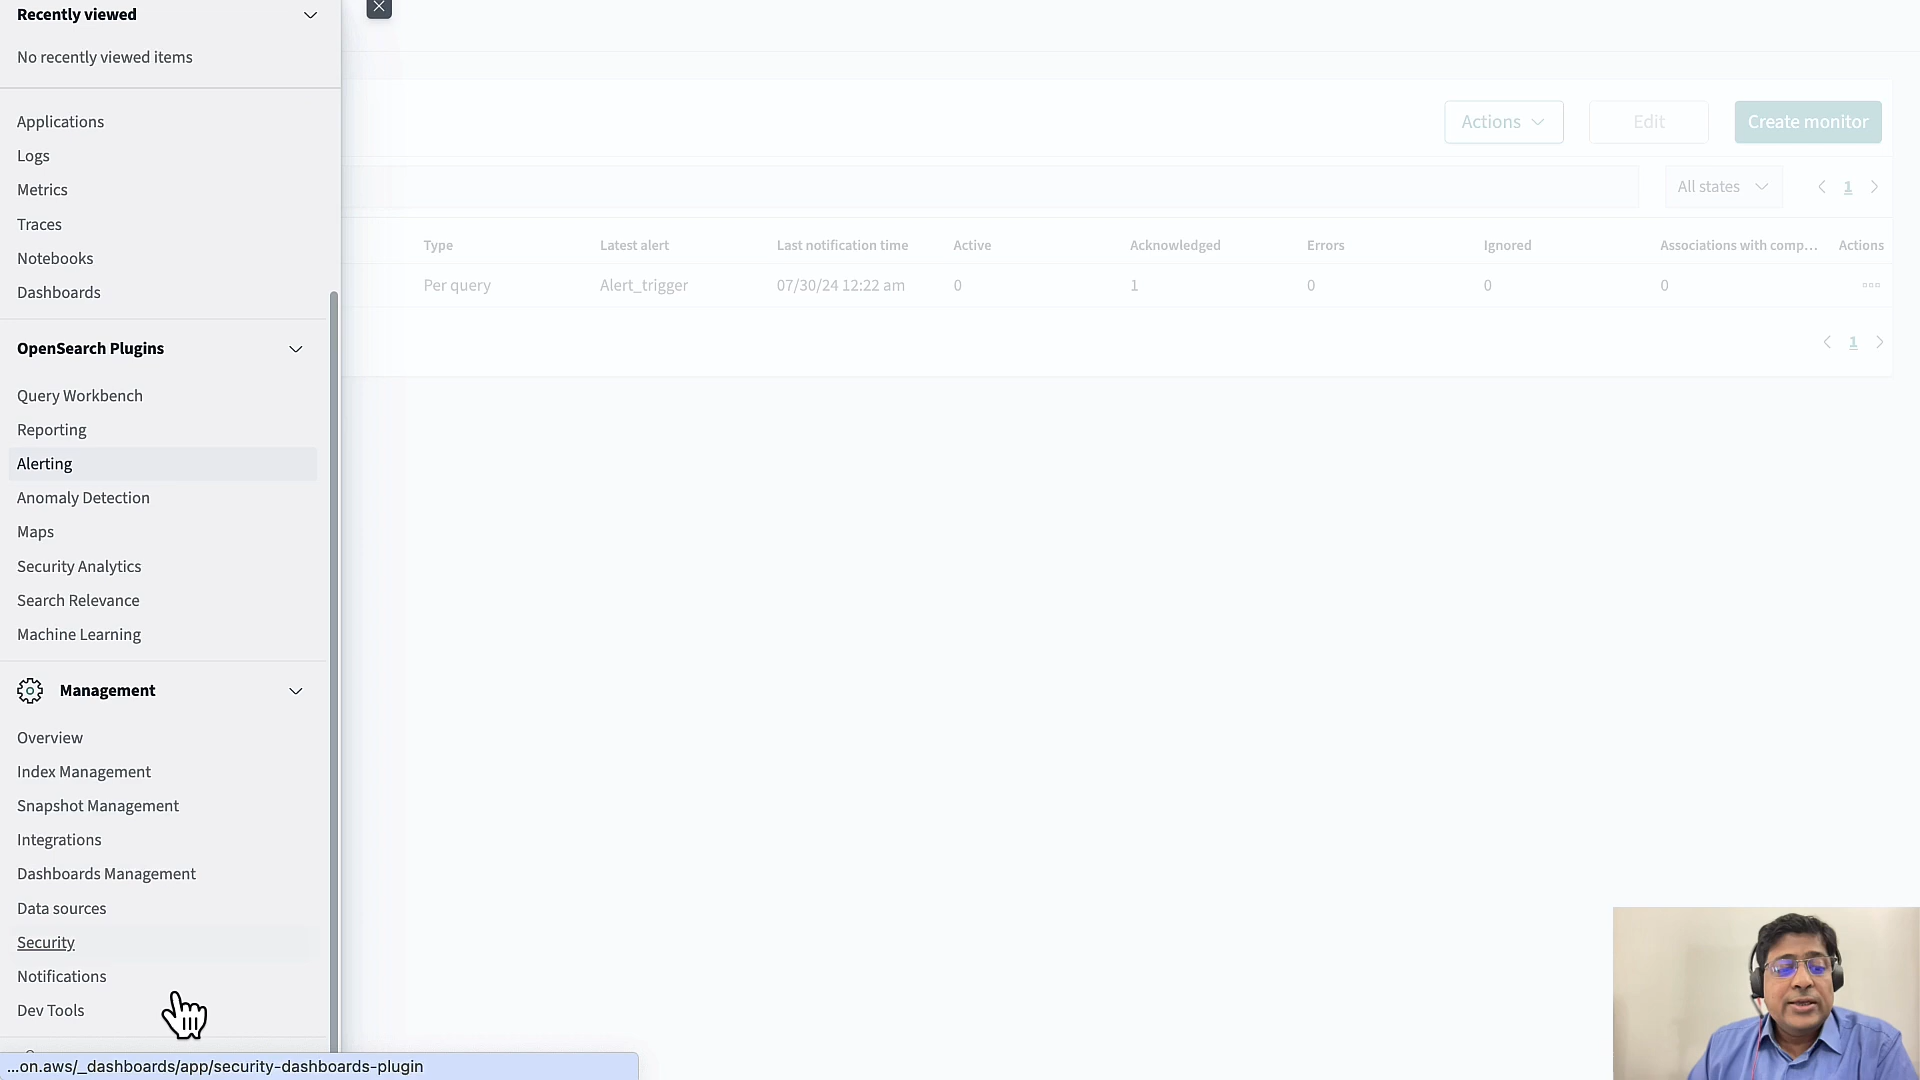 Recently viewed
No recently viewed items
Applications
Logs
Metrics
Traces
Notebooks
Dashboards
OpenSearch Plugins
Query Workbench
Reporting
Alerting
Anomaly Detection
Maps
Security Analytics
Search Relevance
Machine Learning
Management
Overview
Index Management
Snapshot Management
Integrations
Dashboards Management
Data sources
Security
Notifications
Dev Tools
...on.aws/_dashboards/app/security-dashboards-plugin
Actions Edit Create monitor
All states 1
Type Latest alert Last notification time Active Acknowledged Errors Ignored Associations with comp... Actions
Per query Alert_trigger 07/30/24 12:22 am 0 1 0 0 0
1